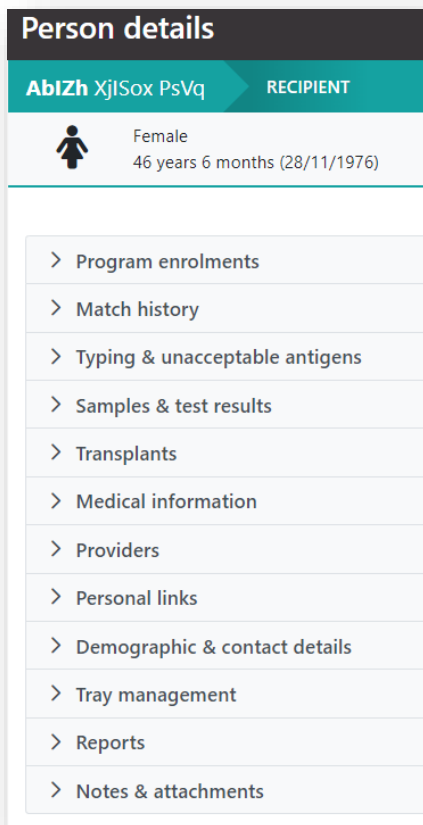 Person details
AbIZh XjISox PsVq RECIPIENT
Female
46 years 6 months (28/11/1976)
Program enrolments
Match history
Typing & unacceptable antigens
Samples & test results
Transplants
Medical information
Providers
Personal links
Demographic & contact details
Tray management
Reports
Notes & attachments